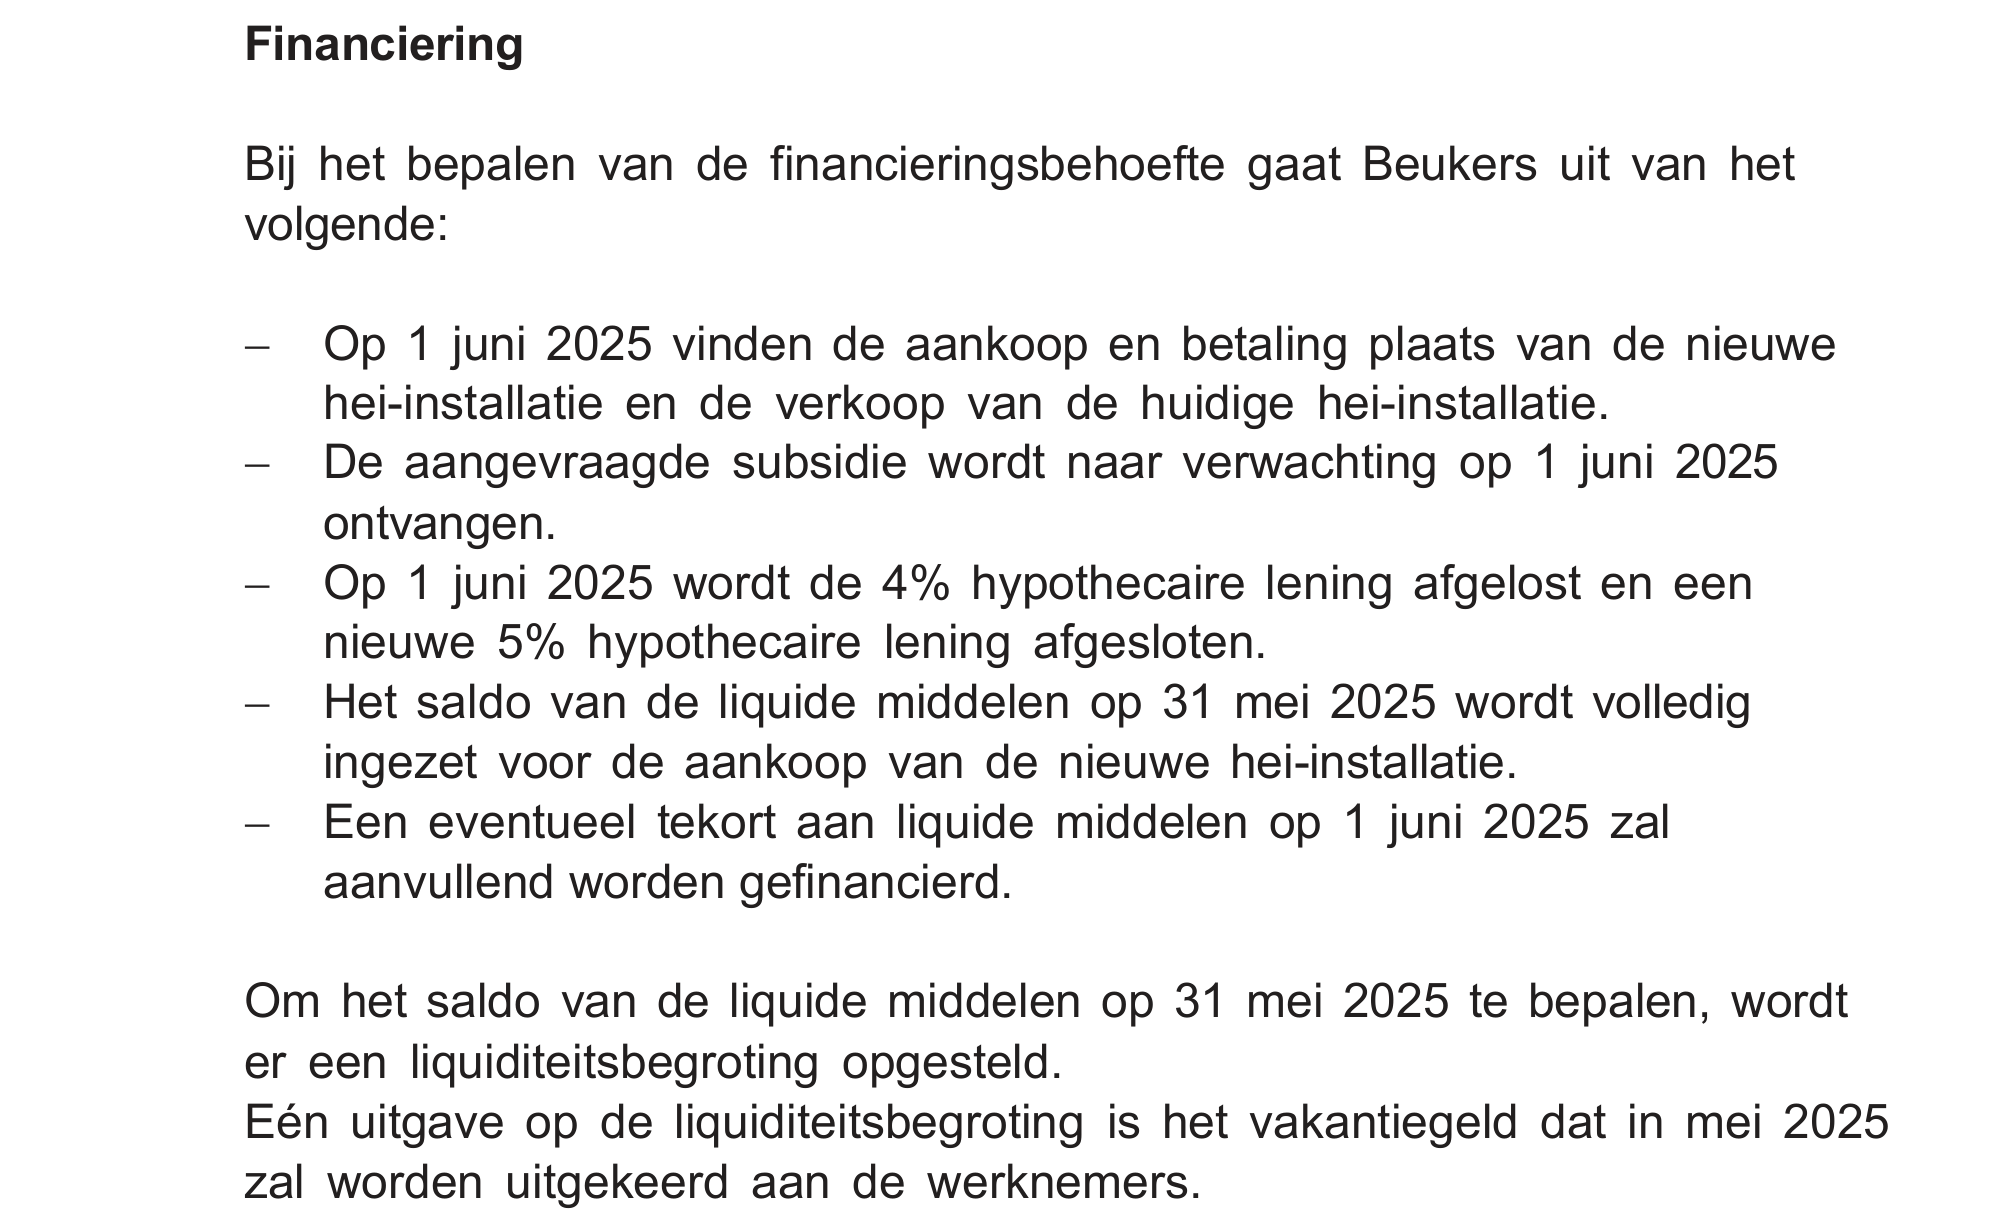 Financiering
Bij het bepalen van de financieringsbehoefte gaat Beukers uit van het
volgende:
– Op 1 juni 2025 vinden de aankoop en betaling plaats van de nieuwe
hei-installatie en de verkoop van de huidige hei-installatie.
– De aangevraagde subsidie wordt naar verwachting op 1 juni 2025
ontvangen.
– Op 1 juni 2025 wordt de 4% hypothecaire lening afgelost en een
nieuwe 5% hypothecaire lening afgesloten.
– Het saldo van de liquide middelen op 31 mei 2025 wordt volledig
ingezet voor de aankoop van de nieuwe hei-installatie.
– Een eventueel tekort aan liquide middelen op 1 juni 2025 zal
aanvullend worden gefinancierd.
Om het saldo van de liquide middelen op 31 mei 2025 te bepalen, wordt
er een liquiditeitsbegroting opgesteld.
Eén uitgave op de liquiditeitsbegroting is het vakantiegeld dat in mei 2025
zal worden uitgekeerd aan de werknemers.